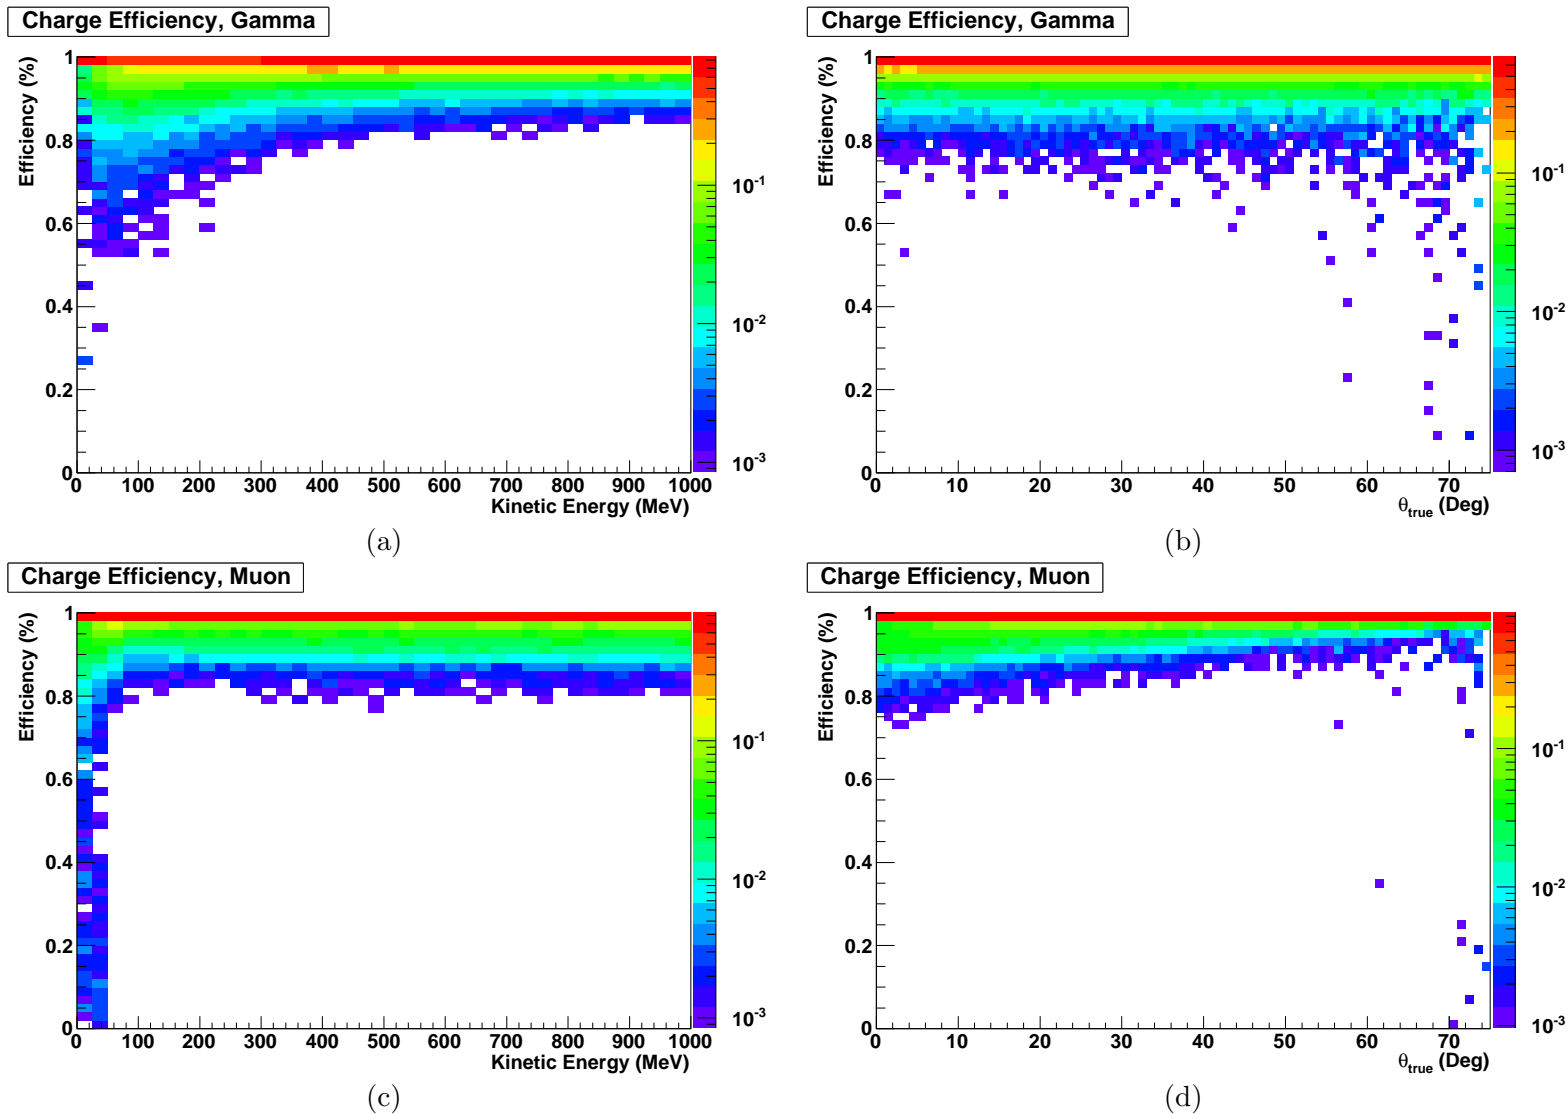 Charge Efficiency, Gamma
Efficiency (%)
1
0.8
0.6
0.4
0.2
0
0 100 200 300 400 500 600 700 800 900 1000
Kinetic Energy (MeV)
10⁻¹
10⁻²
10⁻³
(a)
Charge Efficiency, Gamma
Efficiency (%)
1
0.8
0.6
0.4
0.2
0
0 10 20 30 40 50 60 70
θtrue (Deg)
10⁻¹
10⁻²
10⁻³
(b)
Charge Efficiency, Muon
Efficiency (%)
1
0.8
0.6
0.4
0.2
0
0 100 200 300 400 500 600 700 800 900 1000
Kinetic Energy (MeV)
10⁻¹
10⁻²
10⁻³
(c)
Charge Efficiency, Muon
Efficiency (%)
1
0.8
0.6
0.4
0.2
0
0 10 20 30 40 50 60 70
θtrue (Deg)
10⁻¹
10⁻²
10⁻³
(d)